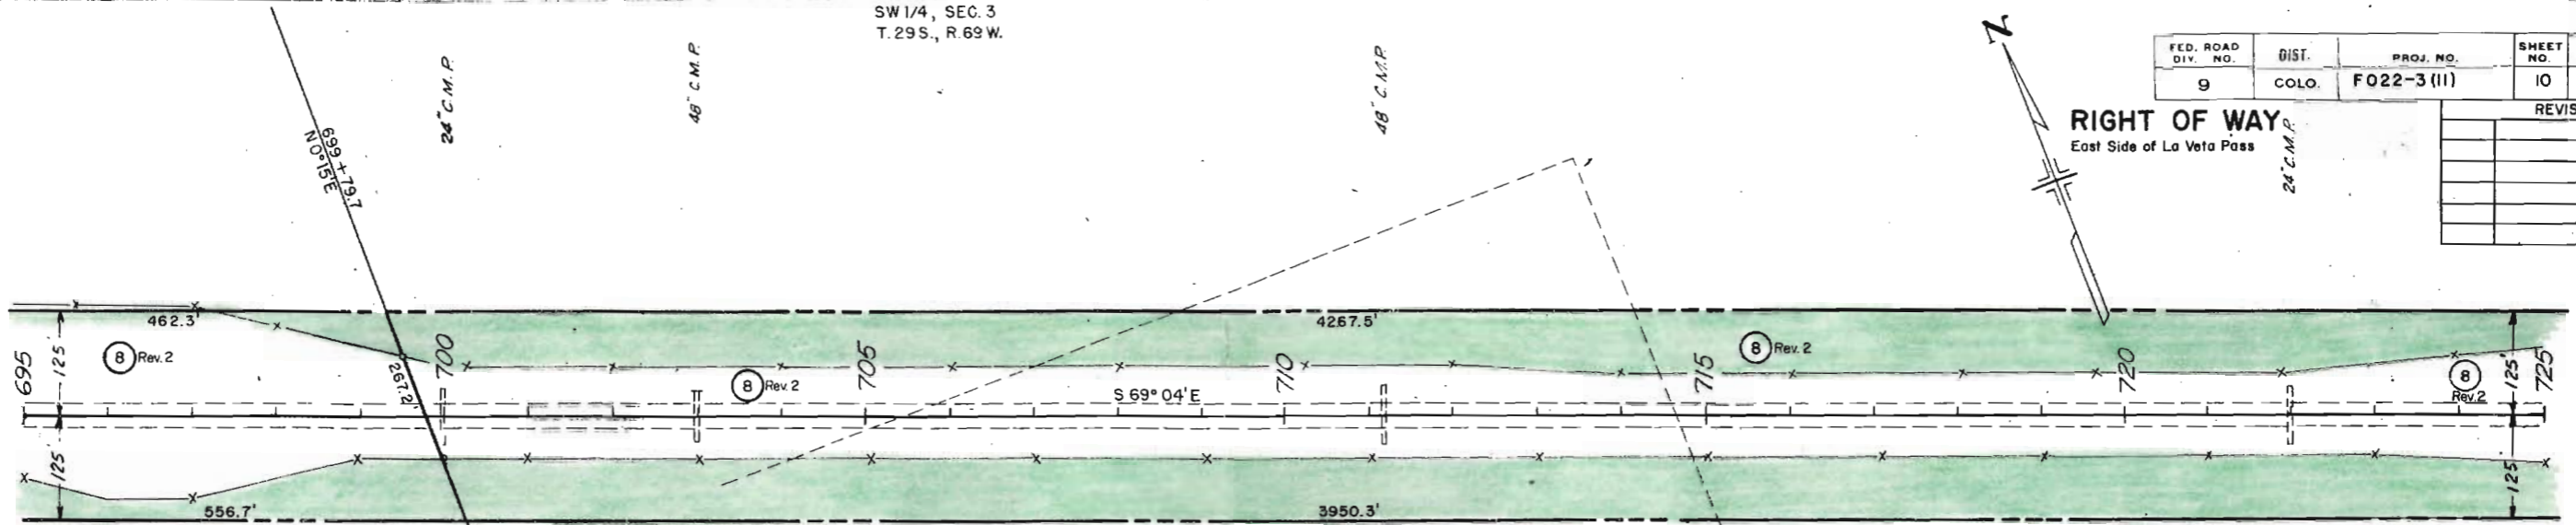 SW 1/4, SEC. 3
T. 29 S., R. 69 W.
FED. ROAD DIV. NO.
DIST.
PROJ. NO.
SHEET NO.
9
COLO.
F 022-3 (11)
10
RIGHT OF WAY
East Side of La Veta Pass
24" C.M.P.
48" C.M.P.
48" C.M.P.
24" C.M.P.
699 + 79.7
N 0° 15' E
462.3'
4267.5'
695
125'
8 Rev. 2
267.2'
700
8 Rev. 2
705
S 69° 04' E
710
715
8 Rev. 2
720
8 Rev. 2
125'
725
125'
125'
556.7'
3950.3'